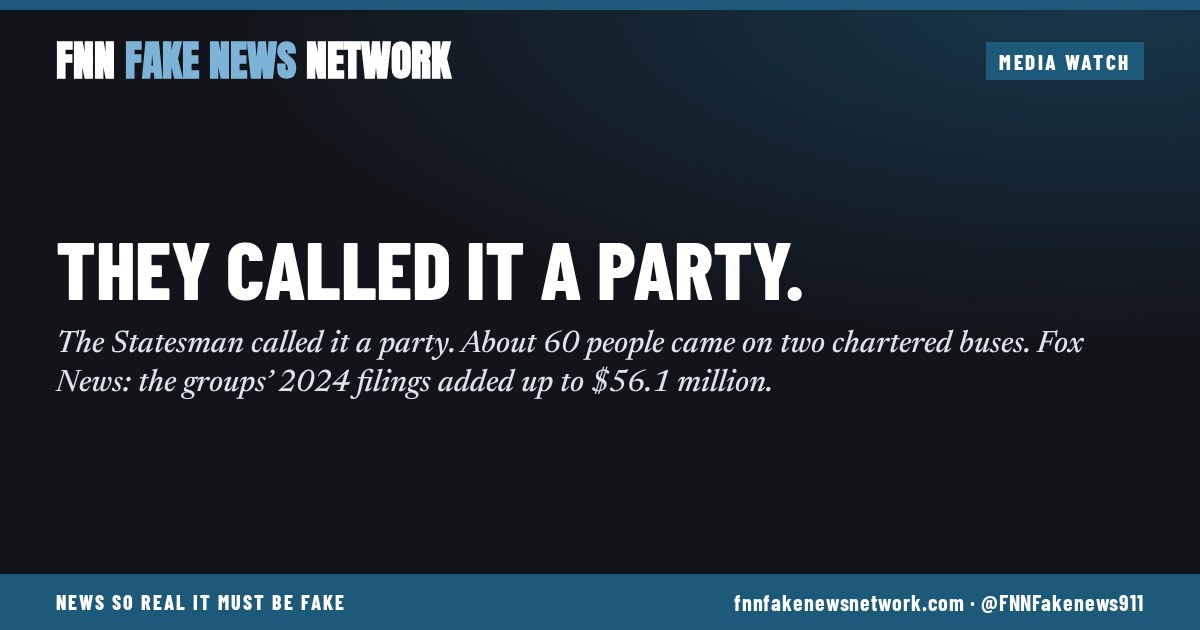 FNN FAKE NEWS NETWORK
MEDIA WATCH
THEY CALLED IT A PARTY.
The Statesman called it a party. About 60 people came on two chartered buses. Fox
News: the groups’ 2024 filings added up to $56.1 million.
NEWS SO REAL IT MUST BE FAKE
fnnfakenewsnetwork.com · @FNNFakenews911